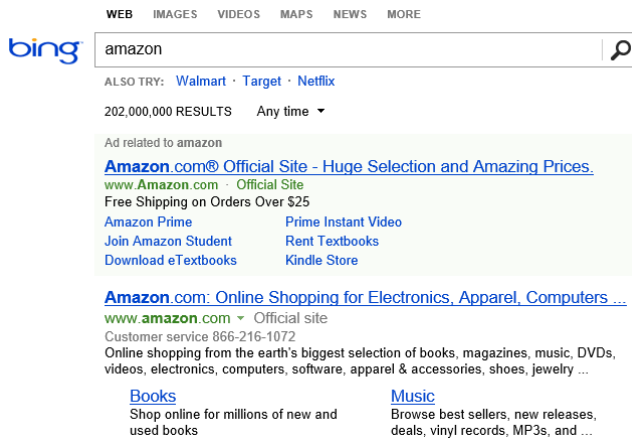 WEB IMAGES VIDEOS MAPS NEWS MORE
bing
amazon
ALSO TRY: Walmart · Target · Netflix
202,000,000 RESULTS Any time
Ad related to amazon
Amazon.com® Official Site - Huge Selection and Amazing Prices.
www.Amazon.com · Official Site
Free Shipping on Orders Over $25
Amazon Prime Prime Instant Video
Join Amazon Student Rent Textbooks
Download eTextbooks Kindle Store
Amazon.com: Online Shopping for Electronics, Apparel, Computers ...
www.amazon.com Official site
Customer service 866-216-1072
Online shopping from the earth's biggest selection of books, magazines, music, DVDs,
videos, electronics, computers, software, apparel & accessories, shoes, jewelry ...
Books Music
Shop online for millions of new and Browse best sellers, new releases,
used books deals, vinyl records, MP3s, and ...